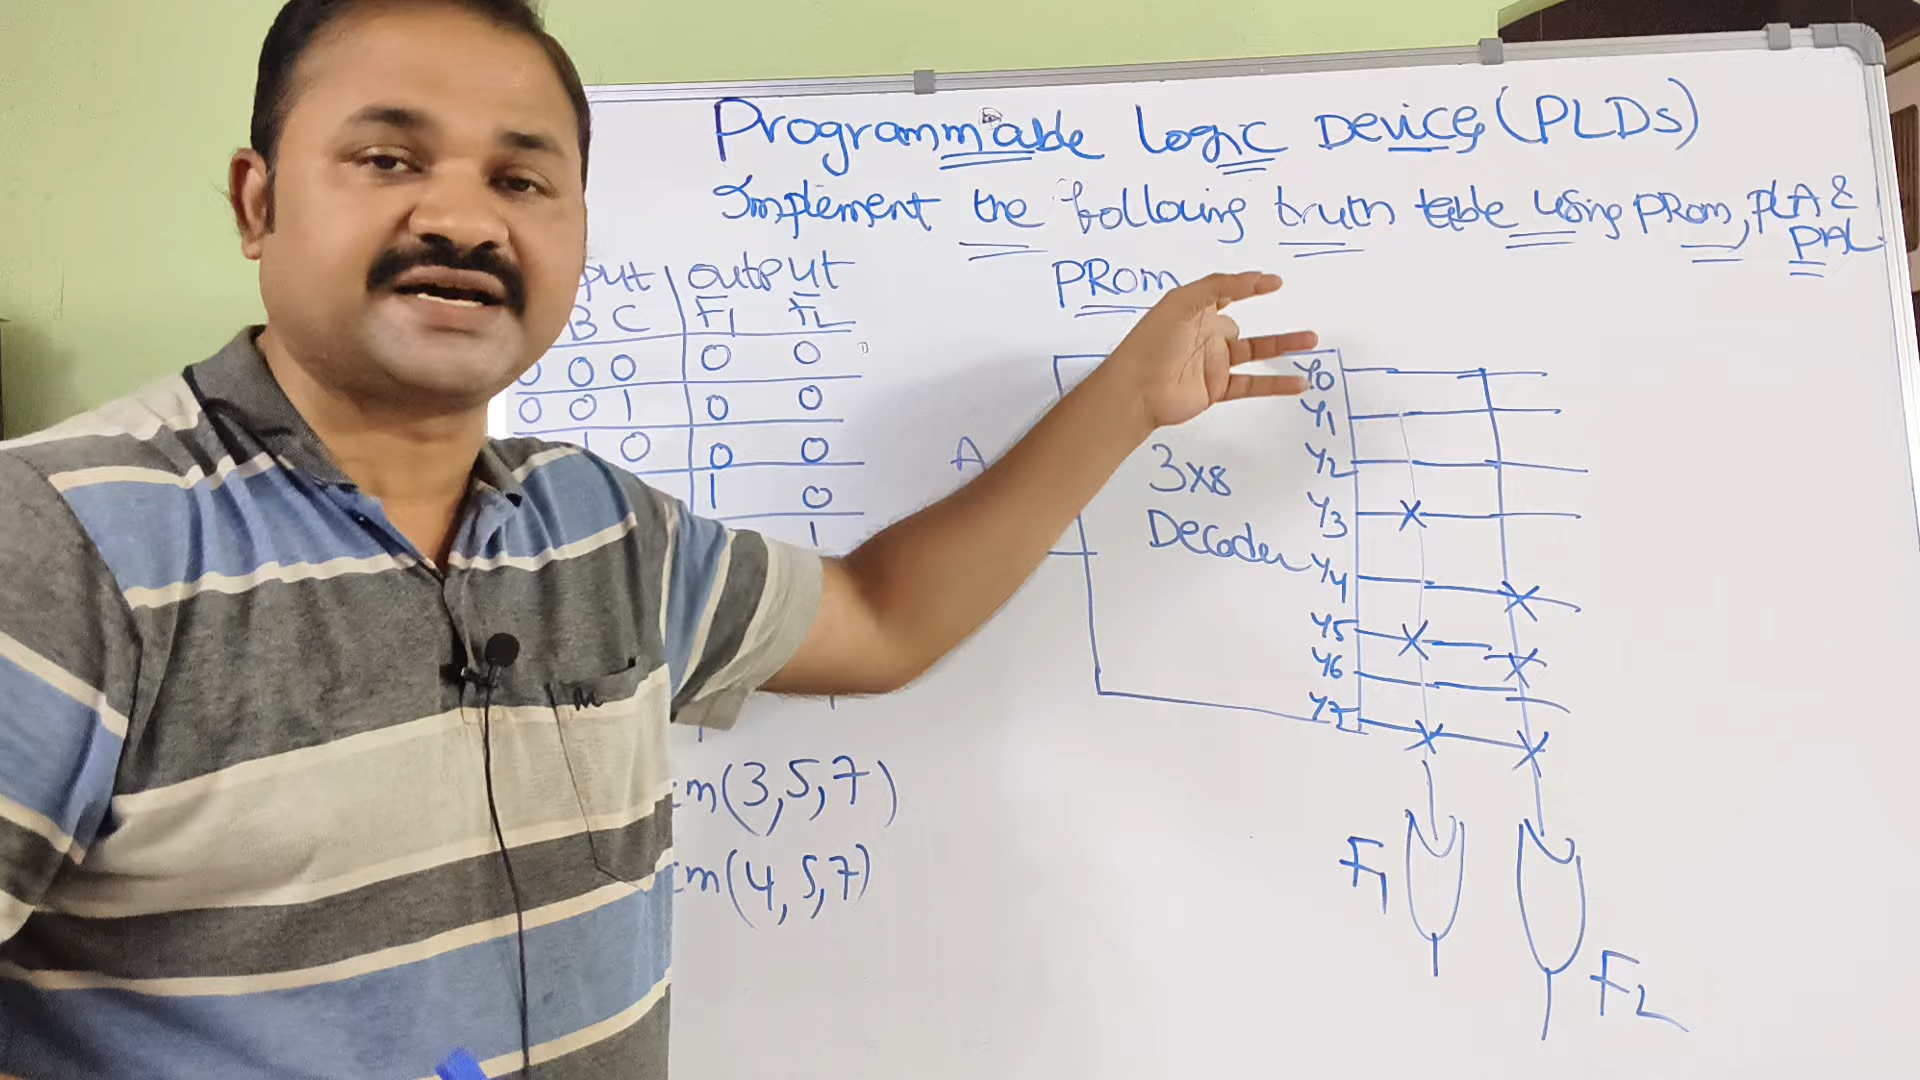 Programmable Logic Devices (PLDs)
Implement the following truth table using PROM, PLA &
PAL
put | output
B C | F1 F2
0 0 0 | 0 0
0 0 1 | 0 0
1 0 | 0 0
1 0
1
m(3,5,7)
m(4,5,7)
PROM
A
3x8
Decoder
Y0
Y1
Y2
Y3
Y4
Y5
Y6
Y7
F1
F2